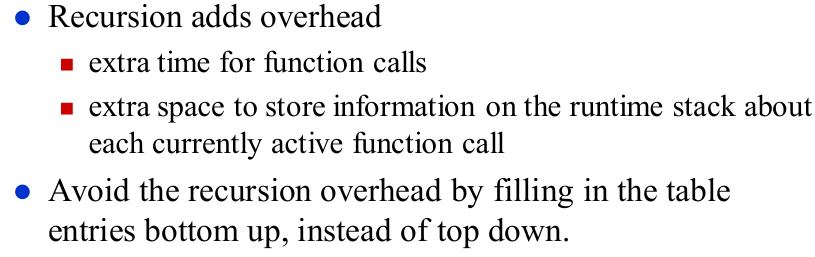 Recursion adds overhead
extra time for function calls
extra space to store information on the runtime stack about
each currently active function call
Avoid the recursion overhead by filling in the table
entries bottom up, instead of top down.